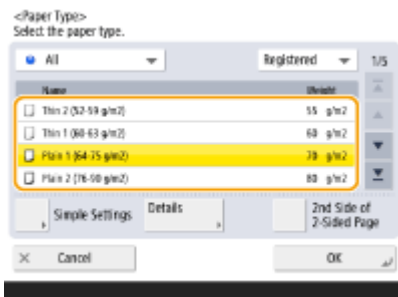 <Paper Type>
Select the paper type.
All
Registered
1/5
Name
Weight
Thin 2 (52-59 g/m2)
55 g/m2
Thin 1 (60-63 g/m2)
60 g/m2
Plain 1 (64-75 g/m2)
70 g/m2
Plain 2 (76-90 g/m2)
80 g/m2
Simple Settings
Details
2nd Side of
2-Sided Page
Cancel
OK